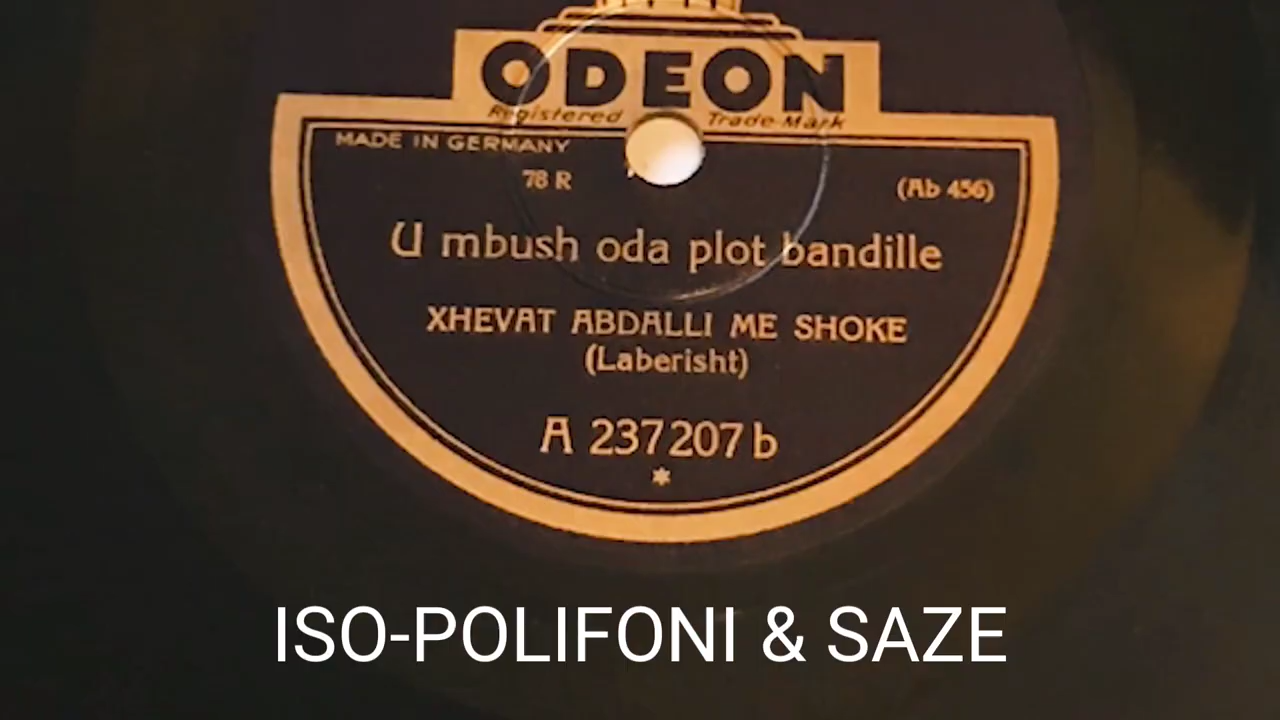 ODEON
Registered Trade-Mark
MADE IN GERMANY
78 R
(Ab 456)
U mbush oda plot bandille
XHEVAT ABDALLI ME SHOKE
(Laberisht)
A 237207 b
*
ISO-POLIFONI & SAZE